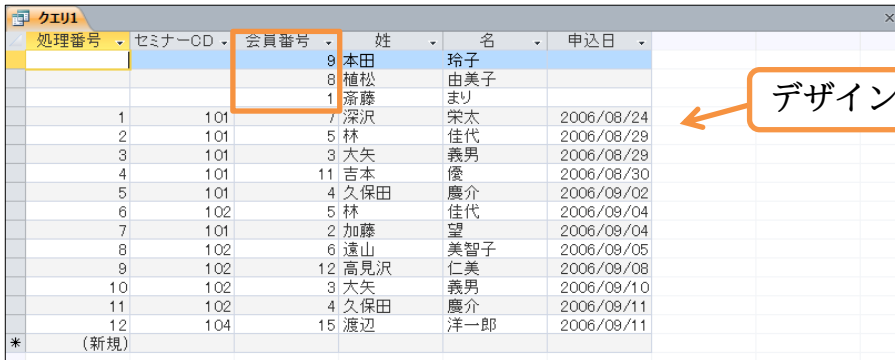 クエリ1
処理番号 セミナーCD 会員番号 姓 名 申込日
9 本田 玲子
8 植松 由美子
1 斎藤 まり
1 101 7 深沢 栄太 2006/08/24
2 101 5 林 佳代 2006/08/29
3 101 3 大矢 義男 2006/08/29
4 101 11 吉本 優 2006/08/30
5 101 4 久保田 慶介 2006/09/02
6 102 5 林 佳代 2006/09/04
7 101 2 加藤 望 2006/09/04
8 102 6 遠山 美智子 2006/09/05
9 102 12 高見沢 仁美 2006/09/08
10 102 3 大矢 義男 2006/09/10
11 102 4 久保田 慶介 2006/09/11
12 104 15 渡辺 洋一郎 2006/09/11
(新規)
デザイン